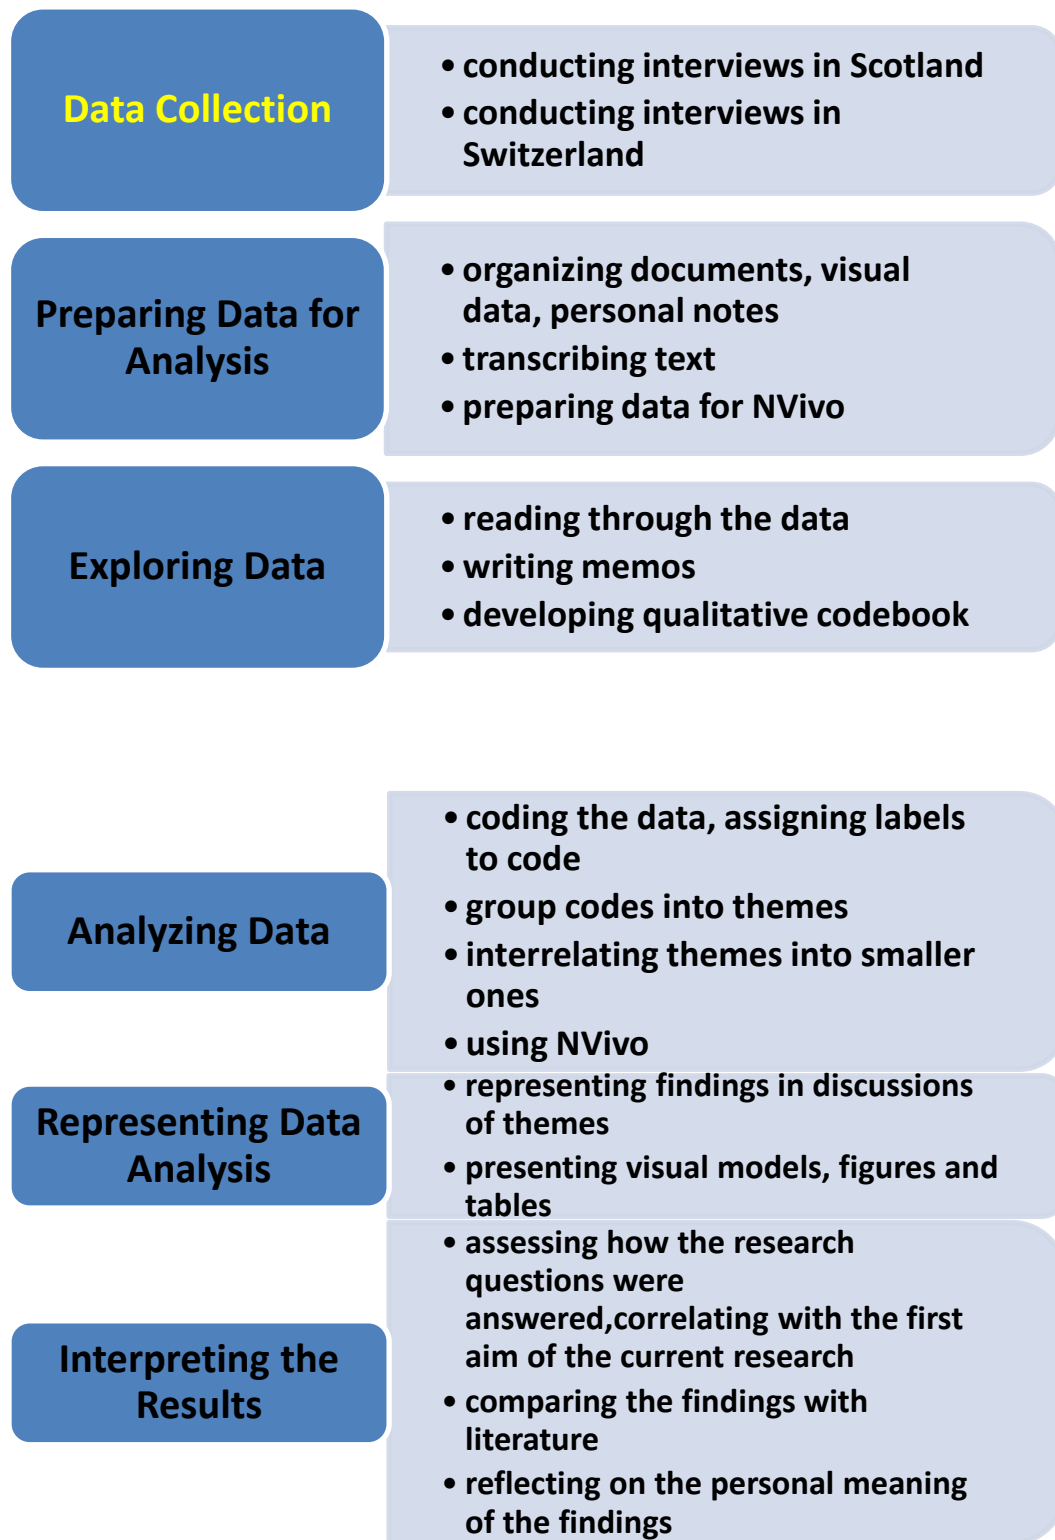 Data Collection
• conducting interviews in Scotland
• conducting interviews in
Switzerland
Preparing Data for
Analysis
• organizing documents, visual
data, personal notes
• transcribing text
• preparing data for NVivo
Exploring Data
• reading through the data
• writing memos
• developing qualitative codebook
Analyzing Data
• coding the data, assigning labels
to code
• group codes into themes
• interrelating themes into smaller
ones
• using NVivo
Representing Data
Analysis
• representing findings in discussions
of themes
• presenting visual models, figures and
tables
Interpreting the
Results
• assessing how the research
questions were
answered,correlating with the first
aim of the current research
• comparing the findings with
literature
• reflecting on the personal meaning
of the findings